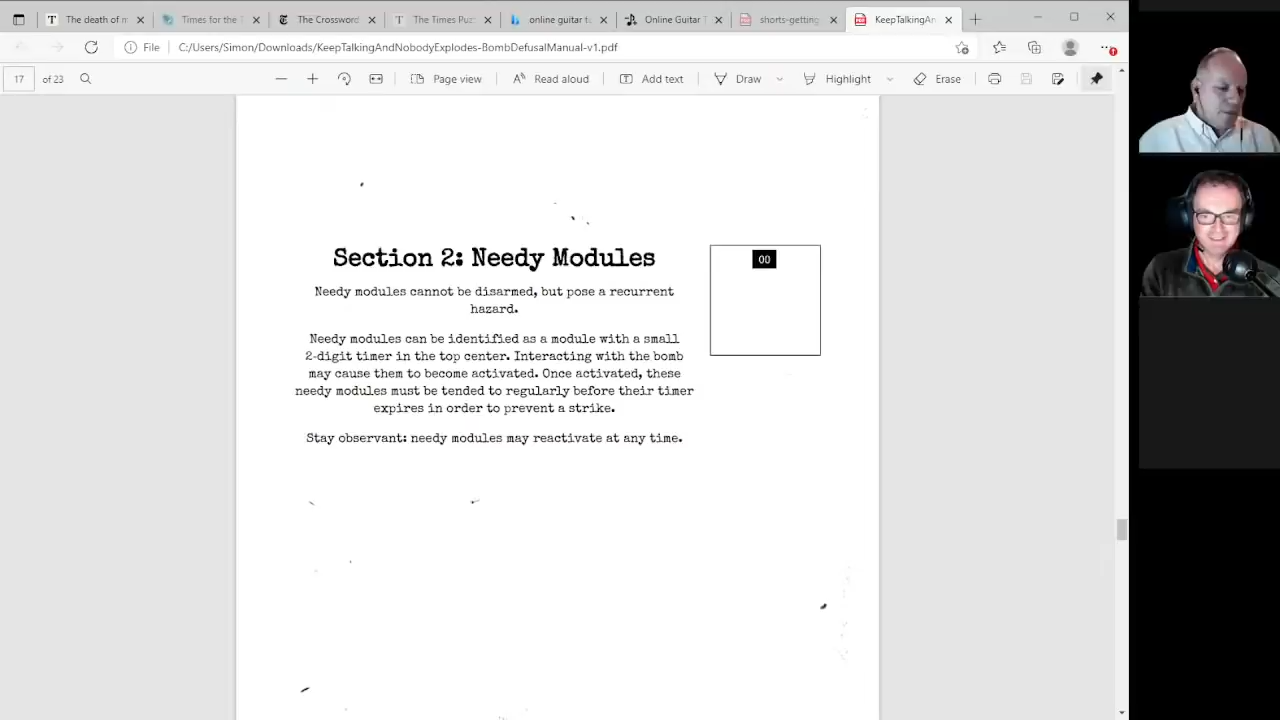 The death of m
Times for the T
The Crossword
The Times Puz
online guitar tu
Online Guitar T
shorts-getting
KeepTalkingAn
File C:/Users/Simon/Downloads/KeepTalkingAndNobodyExplodes-BombDefusalManual-v1.pdf
17 of 23 Page view Read aloud Add text Draw Highlight Erase
Section 2: Needy Modules
00
Needy modules cannot be disarmed, but pose a recurrent
hazard.
Needy modules can be identified as a module with a small
2-digit timer in the top center. Interacting with the bomb
may cause them to become activated. Once activated, these
needy modules must be tended to regularly before their timer
expires in order to prevent a strike.
Stay observant: needy modules may reactivate at any time.